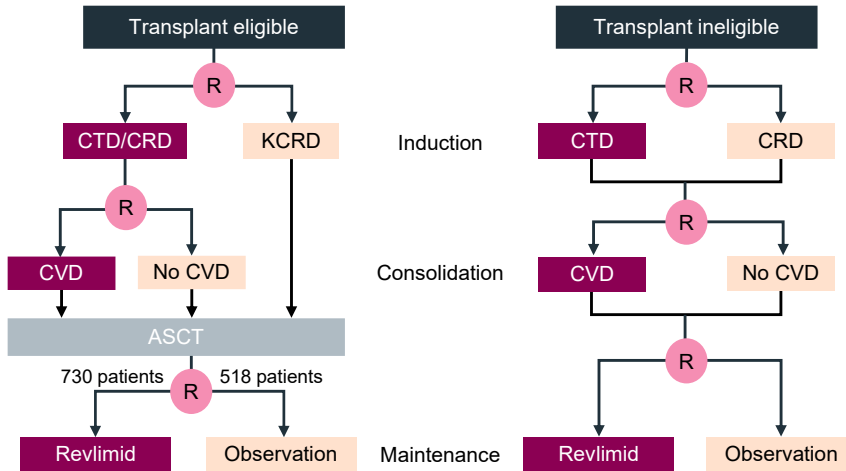 Transplant eligible
Transplant ineligible
R
R
CTD/CRD
KCRD
Induction
CTD
CRD
R
R
CVD
No CVD
Consolidation
CVD
No CVD
ASCT
730 patients
R
518 patients
R
Revlimid
Observation
Maintenance
Revlimid
Observation